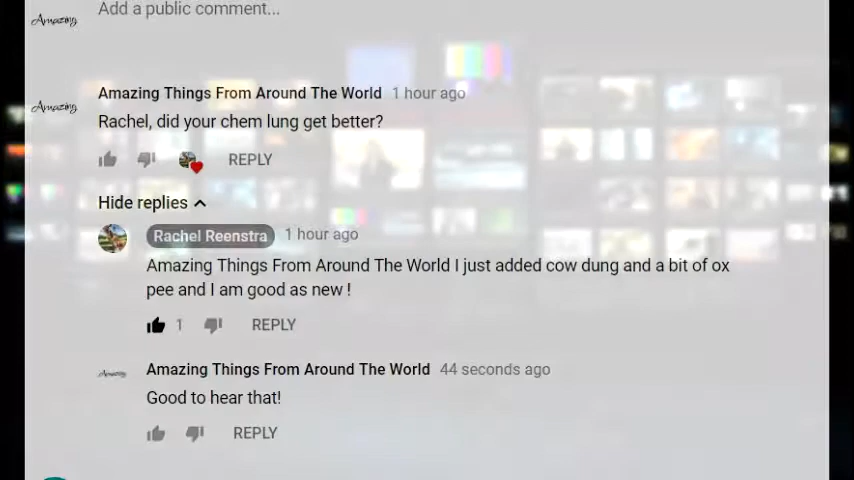 Amazing
Add a public comment...
Amazing
Amazing Things From Around The World 1 hour ago
Rachel, did your chem lung get better?
REPLY
Hide replies
Rachel Reenstra 1 hour ago
Amazing Things From Around The World I just added cow dung and a bit of ox
pee and I am good as new !
1 REPLY
Amazing
Amazing Things From Around The World 44 seconds ago
Good to hear that!
REPLY